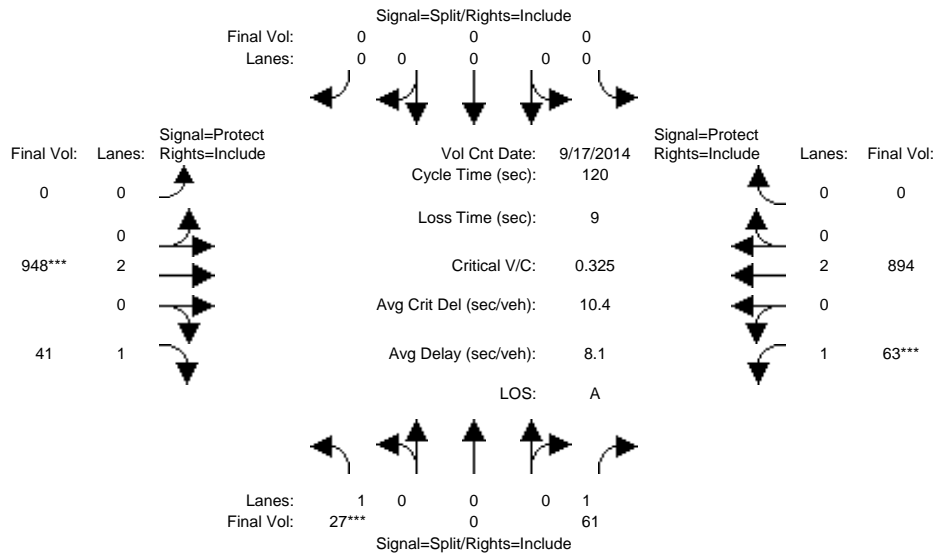 Signal=Split/Rights=Include
Final Vol: 0 0 0
Lanes: 0 0 0 0 0
Signal=Protect
Final Vol: Lanes: Rights=Include
Vol Cnt Date: 9/17/2014
Signal=Protect
Rights=Include Lanes: Final Vol:
Cycle Time (sec): 120
0 0
0 0
Loss Time (sec): 9
0
0
948*** 2
Critical V/C: 0.325
2 894
0
Avg Crit Del (sec/veh): 10.4
0
41 1
Avg Delay (sec/veh): 8.1
1 63***
LOS: A
Lanes: 1 0 0 0 1
Final Vol: 27*** 0 61
Signal=Split/Rights=Include